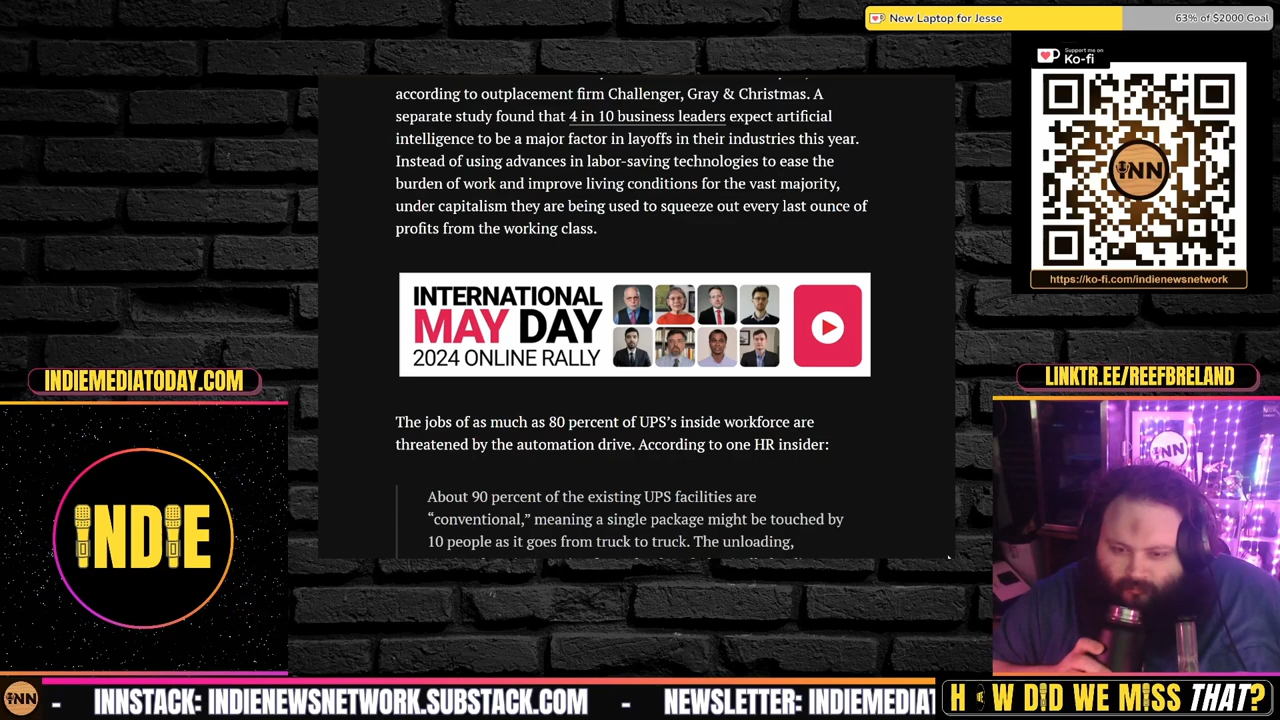 New Laptop for Jesse
63% of $2000 Goal
Support me on
Ko-fi
iNN
https://ko-fi.com/indienewsnetwork
according to outplacement firm Challenger, Gray & Christmas. A
separate study found that 4 in 10 business leaders expect artificial
intelligence to be a major factor in layoffs in their industries this year.
Instead of using advances in labor-saving technologies to ease the
burden of work and improve living conditions for the vast majority,
under capitalism they are being used to squeeze out every last ounce of
profits from the working class.
INTERNATIONAL
MAY DAY
2024 ONLINE RALLY
The jobs of as much as 80 percent of UPS’s inside workforce are
threatened by the automation drive. According to one HR insider:
About 90 percent of the existing UPS facilities are
“conventional,” meaning a single package might be touched by
10 people as it goes from truck to truck. The unloading,
INDIEMEDIATODAY.COM
INDIE
LINKTR.EE/REEFBRELAND
iNN
iNN
- INNSTACK: INDIENEWSNETWORK.SUBSTACK.COM - NEWSLETTER: INDIEMEDIAT
HOW DID WE MISS THAT?